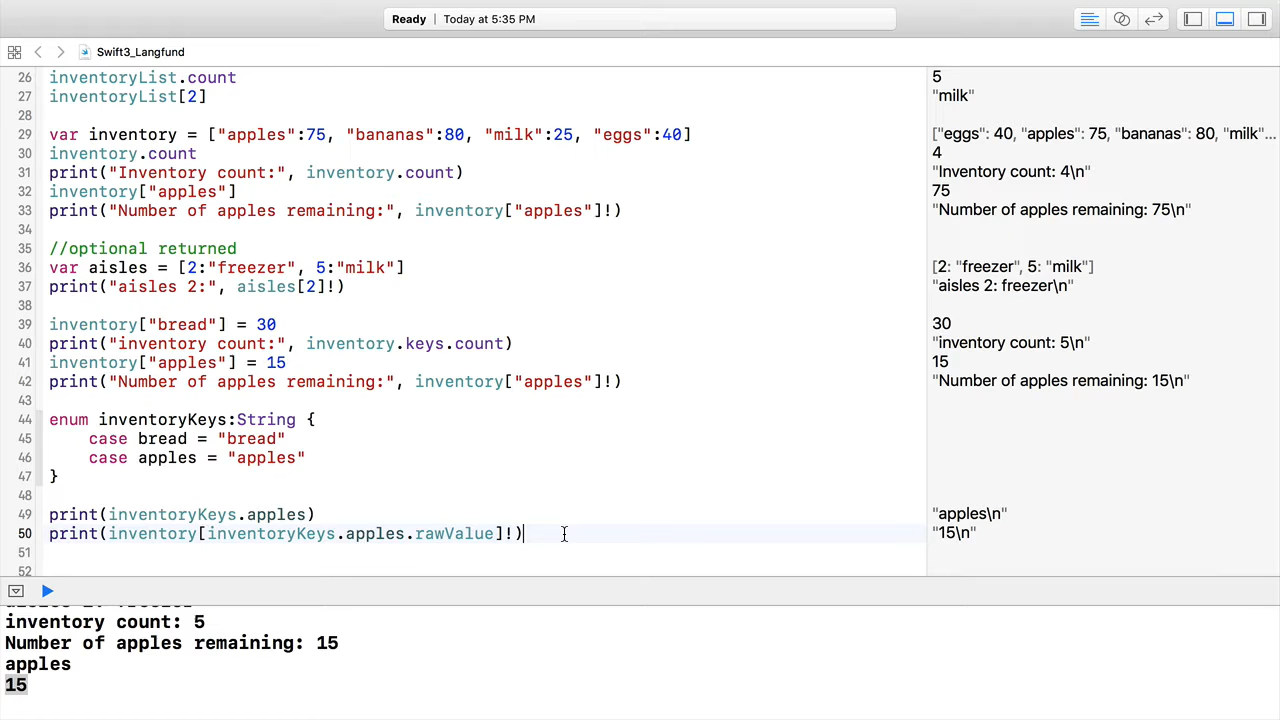 Ready | Today at 5:35 PM
Swift3_Langfund
26 inventoryList.count 5
27 inventoryList[2] "milk"
28
29 var inventory = ["apples":75, "bananas":80, "milk":25, "eggs":40] ["eggs": 40, "apples": 75, "bananas": 80, "milk"...
30 inventory.count 4
31 print("Inventory count:", inventory.count) "Inventory count: 4\n"
32 inventory["apples"] 75
33 print("Number of apples remaining:", inventory["apples"]!) "Number of apples remaining: 75\n"
34
35 //optional returned
36 var aisles = [2:"freezer", 5:"milk"] [2: "freezer", 5: "milk"]
37 print("aisles 2:", aisles[2]!) "aisles 2: freezer\n"
38
39 inventory["bread"] = 30 30
40 print("inventory count:", inventory.keys.count) "inventory count: 5\n"
41 inventory["apples"] = 15 15
42 print("Number of apples remaining:", inventory["apples"]!) "Number of apples remaining: 15\n"
43
44 enum inventoryKeys:String {
45 case bread = "bread"
46 case apples = "apples"
47 }
48
49 print(inventoryKeys.apples) "apples\n"
50 print(inventory[inventoryKeys.apples.rawValue]!) "15\n"
51
52
inventory count: 5
Number of apples remaining: 15
apples
15